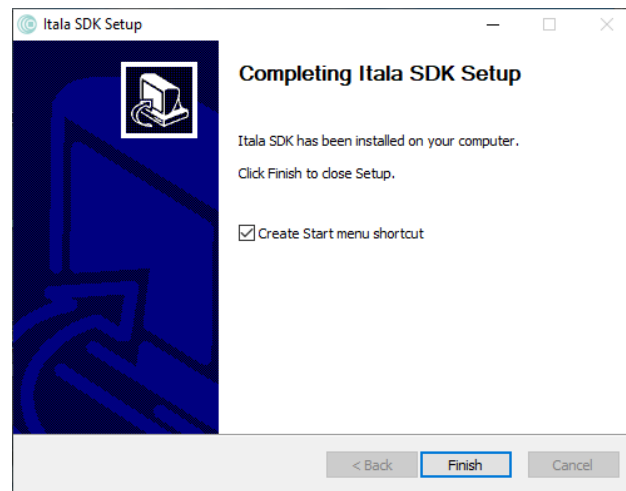 Itala SDK Setup
Completing Itala SDK Setup
Itala SDK has been installed on your computer.
Click Finish to close Setup.
Create Start menu shortcut
< Back
Finish
Cancel